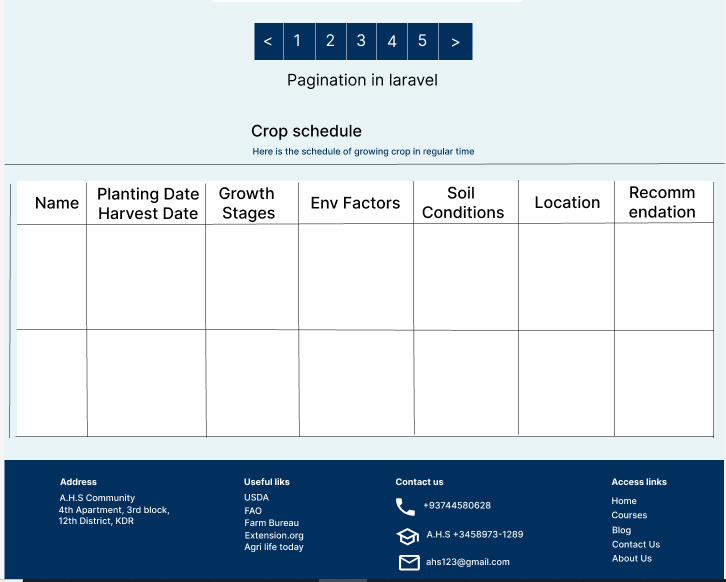 < 1 2 3 4 5 >
Pagination in laravel
Crop schedule
Here is the schedule of growing crop in regular time
Name
Planting Date
Harvest Date
Growth
Stages
Env Factors
Soil
Conditions
Location
Recomm
endation
Address
A.H.S Community
4th Apartment, 3rd block,
12th District, KDR
Useful liks
USDA
FAO
Farm Bureau
Extension.org
Agri life today
Contact us
+93744580628
A.H.S +3458973-1289
ahs123@gmail.com
Access links
Home
Courses
Blog
Contact Us
About Us